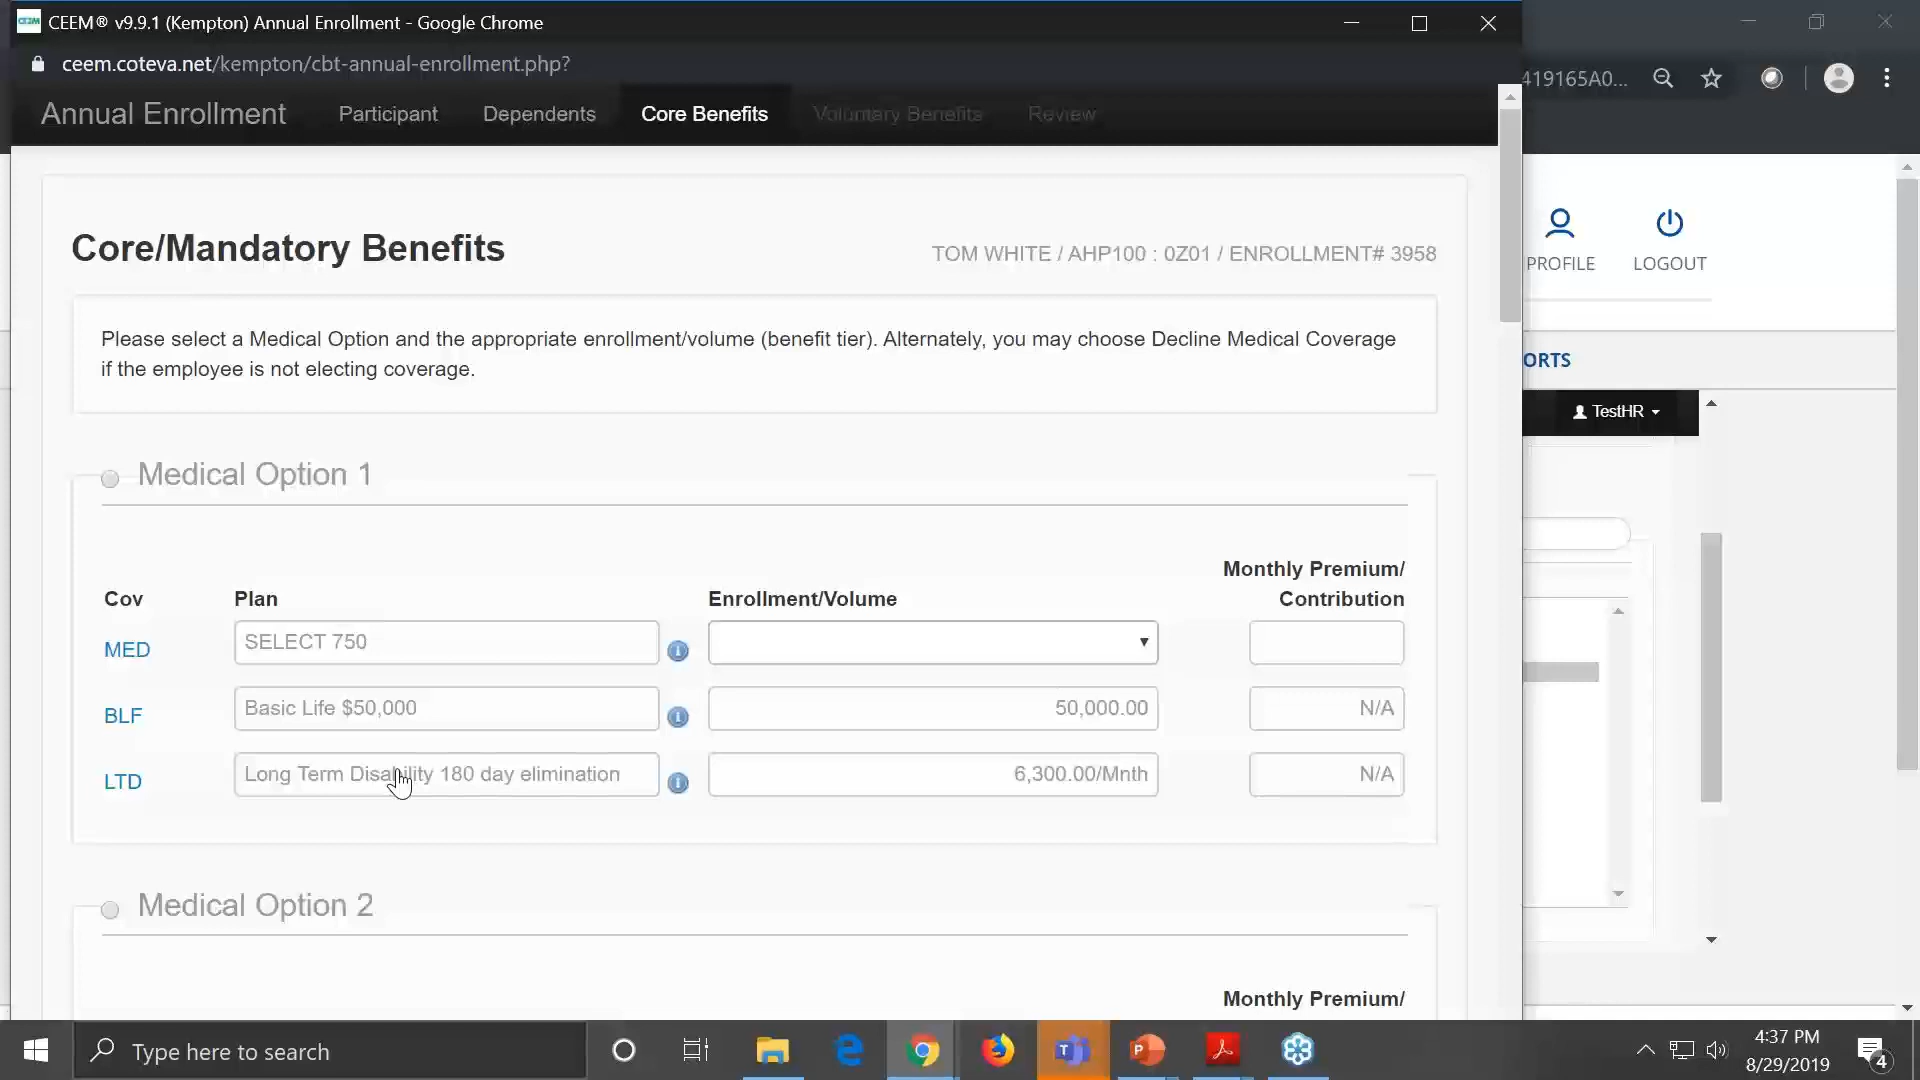 CEEM® v9.9.1 (Kempton) Annual Enrollment - Google Chrome
ceem.coteva.net/kempton/cbt-annual-enrollment.php?
419165A0...
Annual Enrollment
Participant
Dependents
Core Benefits
Voluntary Benefits
Review
Core/Mandatory Benefits
TOM WHITE / AHP100 : 0Z01 / ENROLLMENT# 3958
PROFILE
LOGOUT
Please select a Medical Option and the appropriate enrollment/volume (benefit tier). Alternately, you may choose Decline Medical Coverage
if the employee is not electing coverage.
ORTS
TestHR
Medical Option 1
Monthly Premium/
Cov
Plan
Enrollment/Volume
Contribution
MED
SELECT 750
BLF
Basic Life $50,000
50,000.00
N/A
LTD
Long Term Disability 180 day elimination
6,300.00/Mnth
N/A
Medical Option 2
Monthly Premium/
Type here to search
4:37 PM
8/29/2019
4